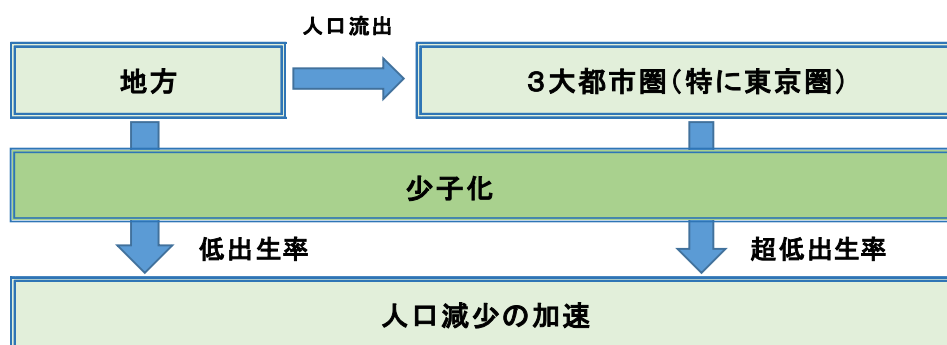 人口流出
地方
3大都市圏(特に東京圏)
少子化
低出生率
超低出生率
人口減少の加速